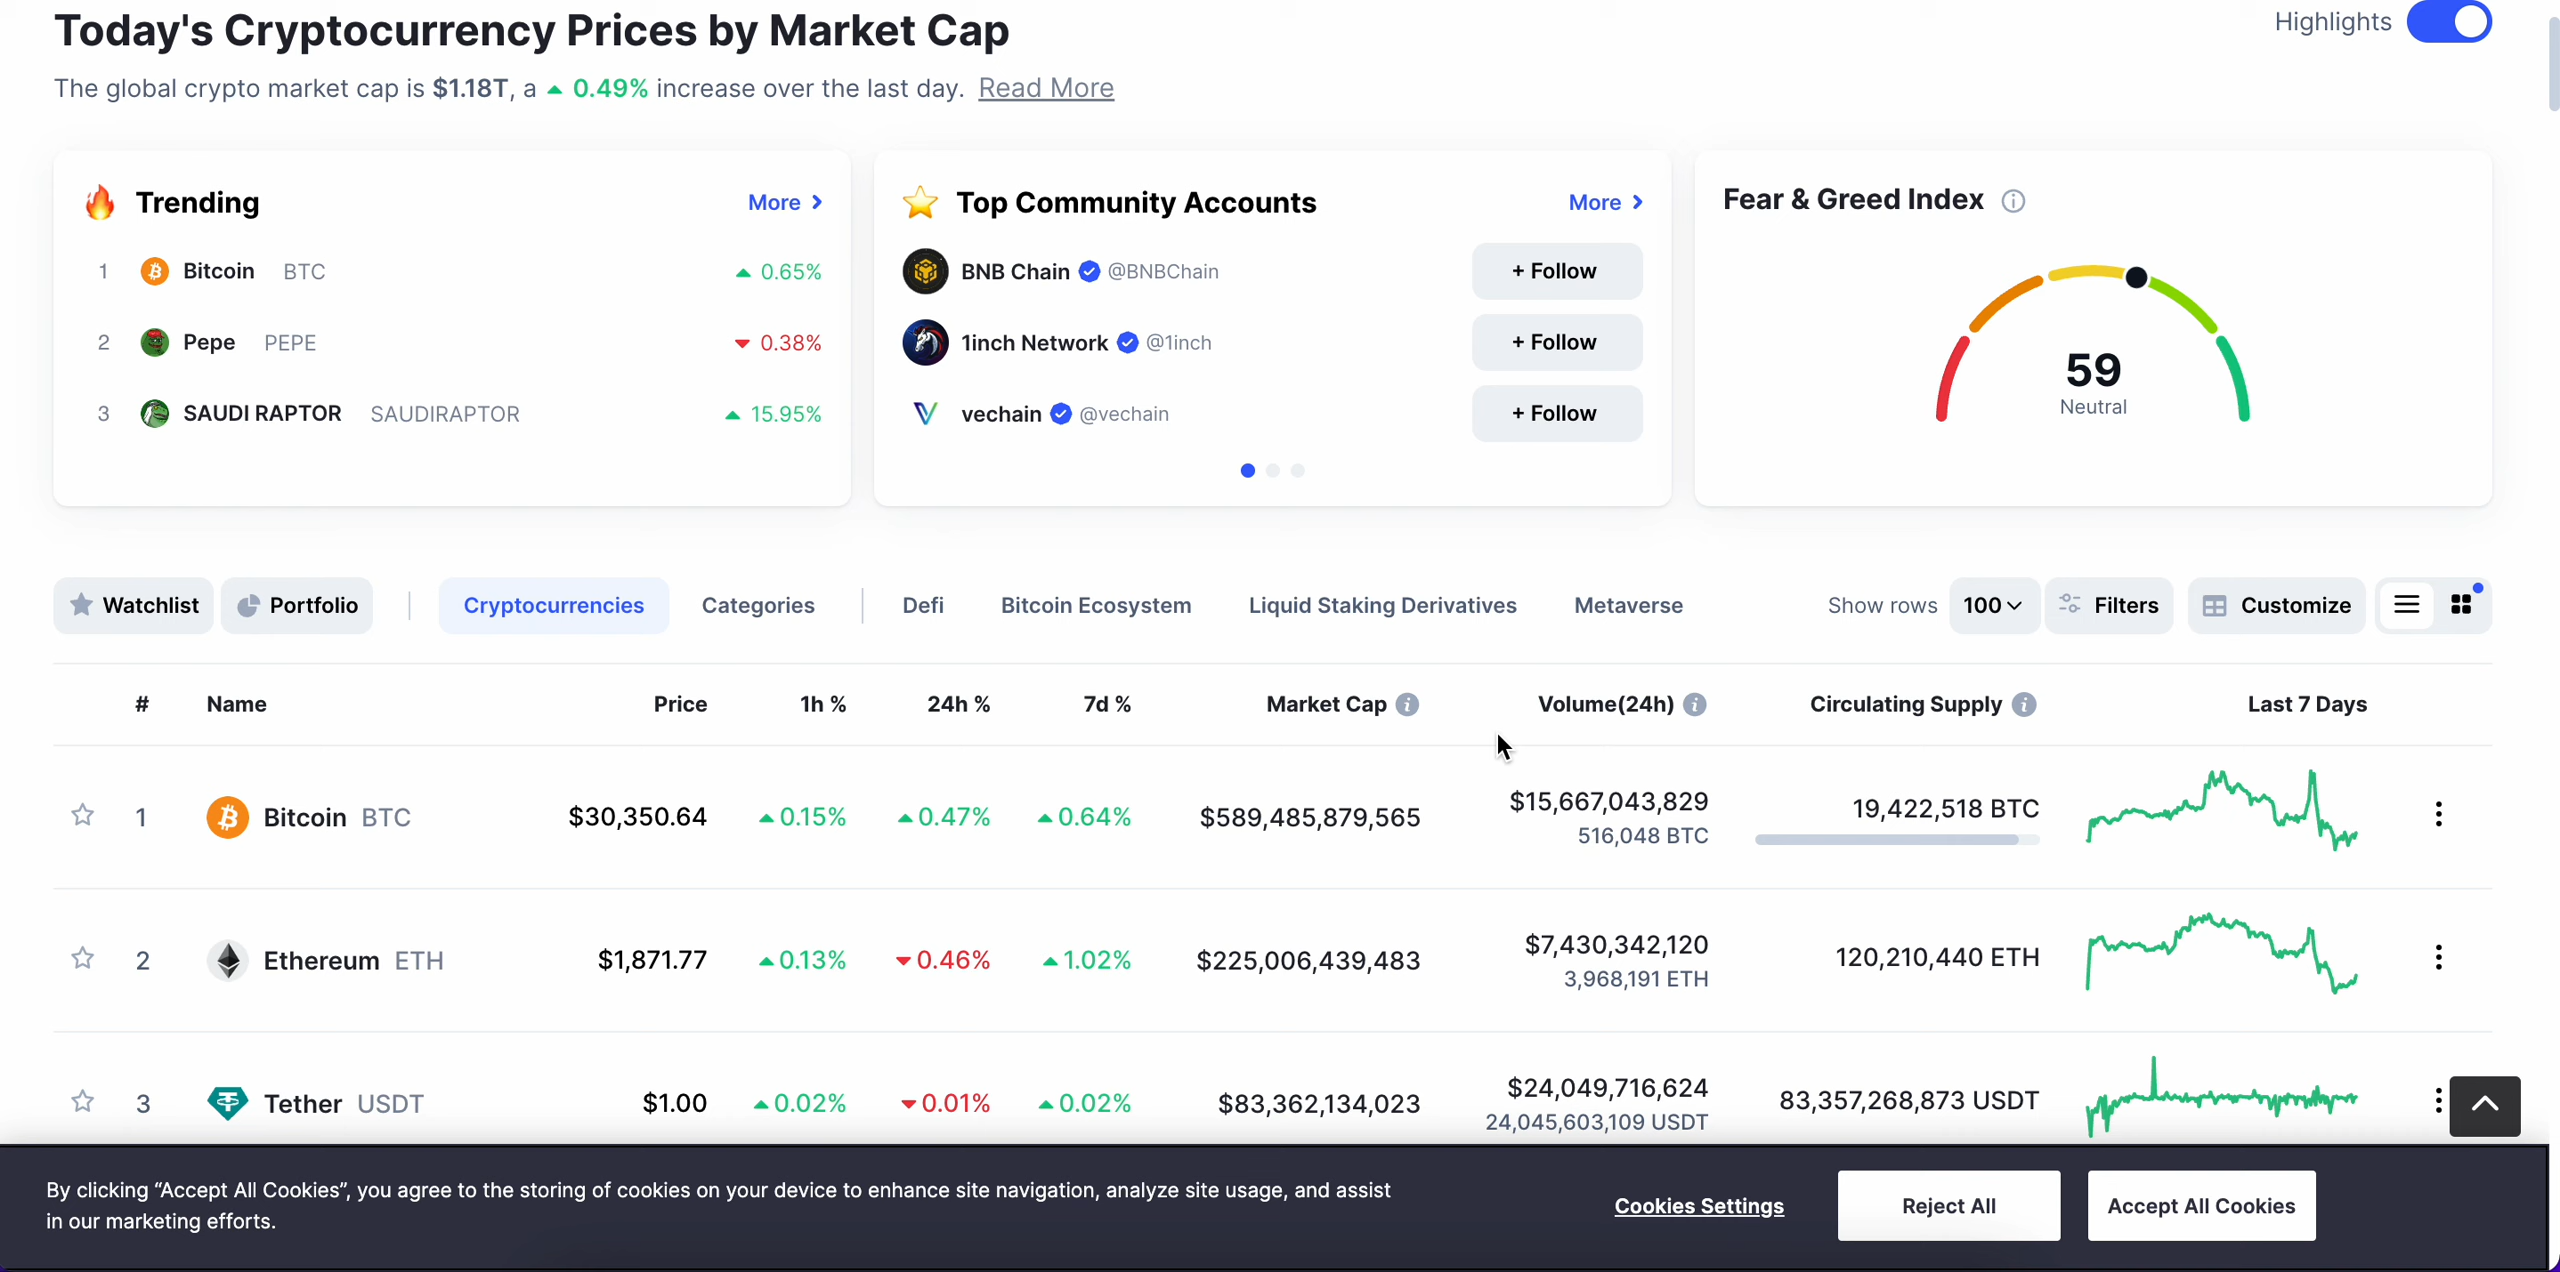 Today's Cryptocurrency Prices by Market Cap
Highlights
The global crypto market cap is $1.18T, a ▲ 0.49% increase over the last day. Read More
Trending
More >
1 Bitcoin BTC ▲ 0.65%
2 Pepe PEPE ▼ 0.38%
3 SAUDI RAPTOR SAUDIRAPTOR ▲ 15.95%
Top Community Accounts
More >
BNB Chain @BNBChain + Follow
1inch Network @1inch + Follow
vechain @vechain + Follow
Fear & Greed Index
59
Neutral
Watchlist Portfolio Cryptocurrencies Categories Defi Bitcoin Ecosystem Liquid Staking Derivatives Metaverse Show rows 100 Filters Customize
# Name Price 1h % 24h % 7d % Market Cap Volume(24h) Circulating Supply Last 7 Days
1 Bitcoin BTC $30,350.64 ▲0.15% ▲0.47% ▲0.64% $589,485,879,565 $15,667,043,829 19,422,518 BTC
516,048 BTC
2 Ethereum ETH $1,871.77 ▲0.13% ▼0.46% ▲1.02% $225,006,439,483 $7,430,342,120 120,210,440 ETH
3,968,191 ETH
3 Tether USDT $1.00 ▲0.02% ▼0.01% ▲0.02% $83,362,134,023 $24,049,716,624 83,357,268,873 USDT
24,045,603,109 USDT
By clicking “Accept All Cookies”, you agree to the storing of cookies on your device to enhance site navigation, analyze site usage, and assist
in our marketing efforts.
Cookies Settings Reject All Accept All Cookies